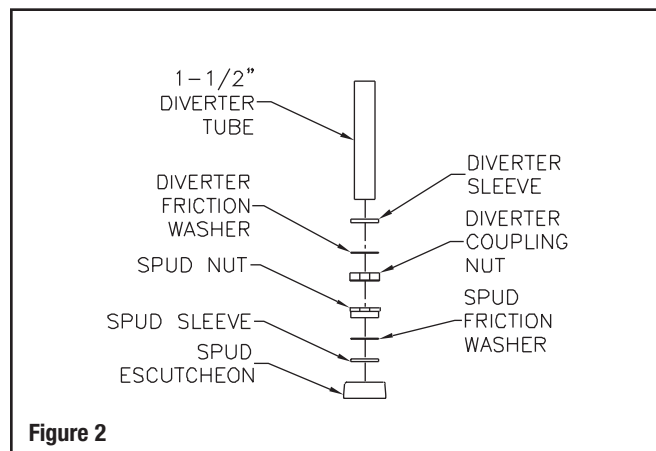 1-1/2”
DIVERTER
TUBE
DIVERTER
SLEEVE
DIVERTER
FRICTION
WASHER
DIVERTER
COUPLING
NUT
SPUD NUT
SPUD
FRICTION
WASHER
SPUD SLEEVE
SPUD
ESCUTCHEON
Figure 2